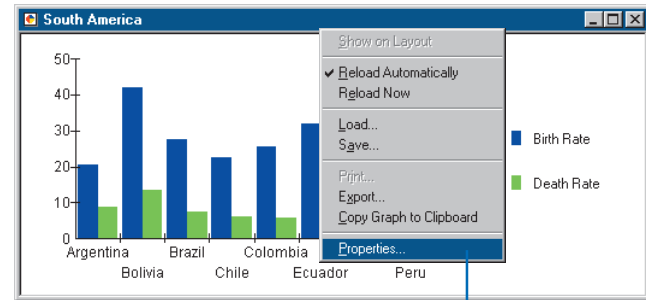 South America
Show on Layout
Reload Automatically
Reload Now
Load...
Save...
Print...
Export...
Copy Graph to Clipboard
Properties...
50
40
30
20
10
0
Birth Rate
Death Rate
Argentina Brazil Colombia
Bolivia Chile Ecuador Peru